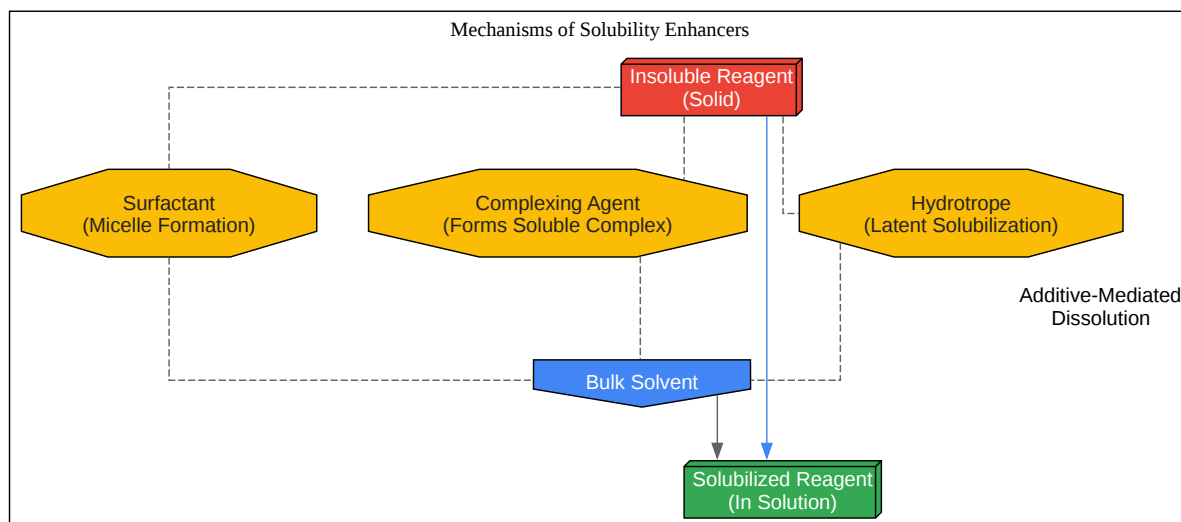 Mechanisms of Solubility Enhancers
Insoluble Reagent
(Solid)
Surfactant
(Micelle Formation)
Complexing Agent
(Forms Soluble Complex)
Hydrotrope
(Latent Solubilization)
Additive-Mediated
Dissolution
Bulk Solvent
Solubilized Reagent
(In Solution)